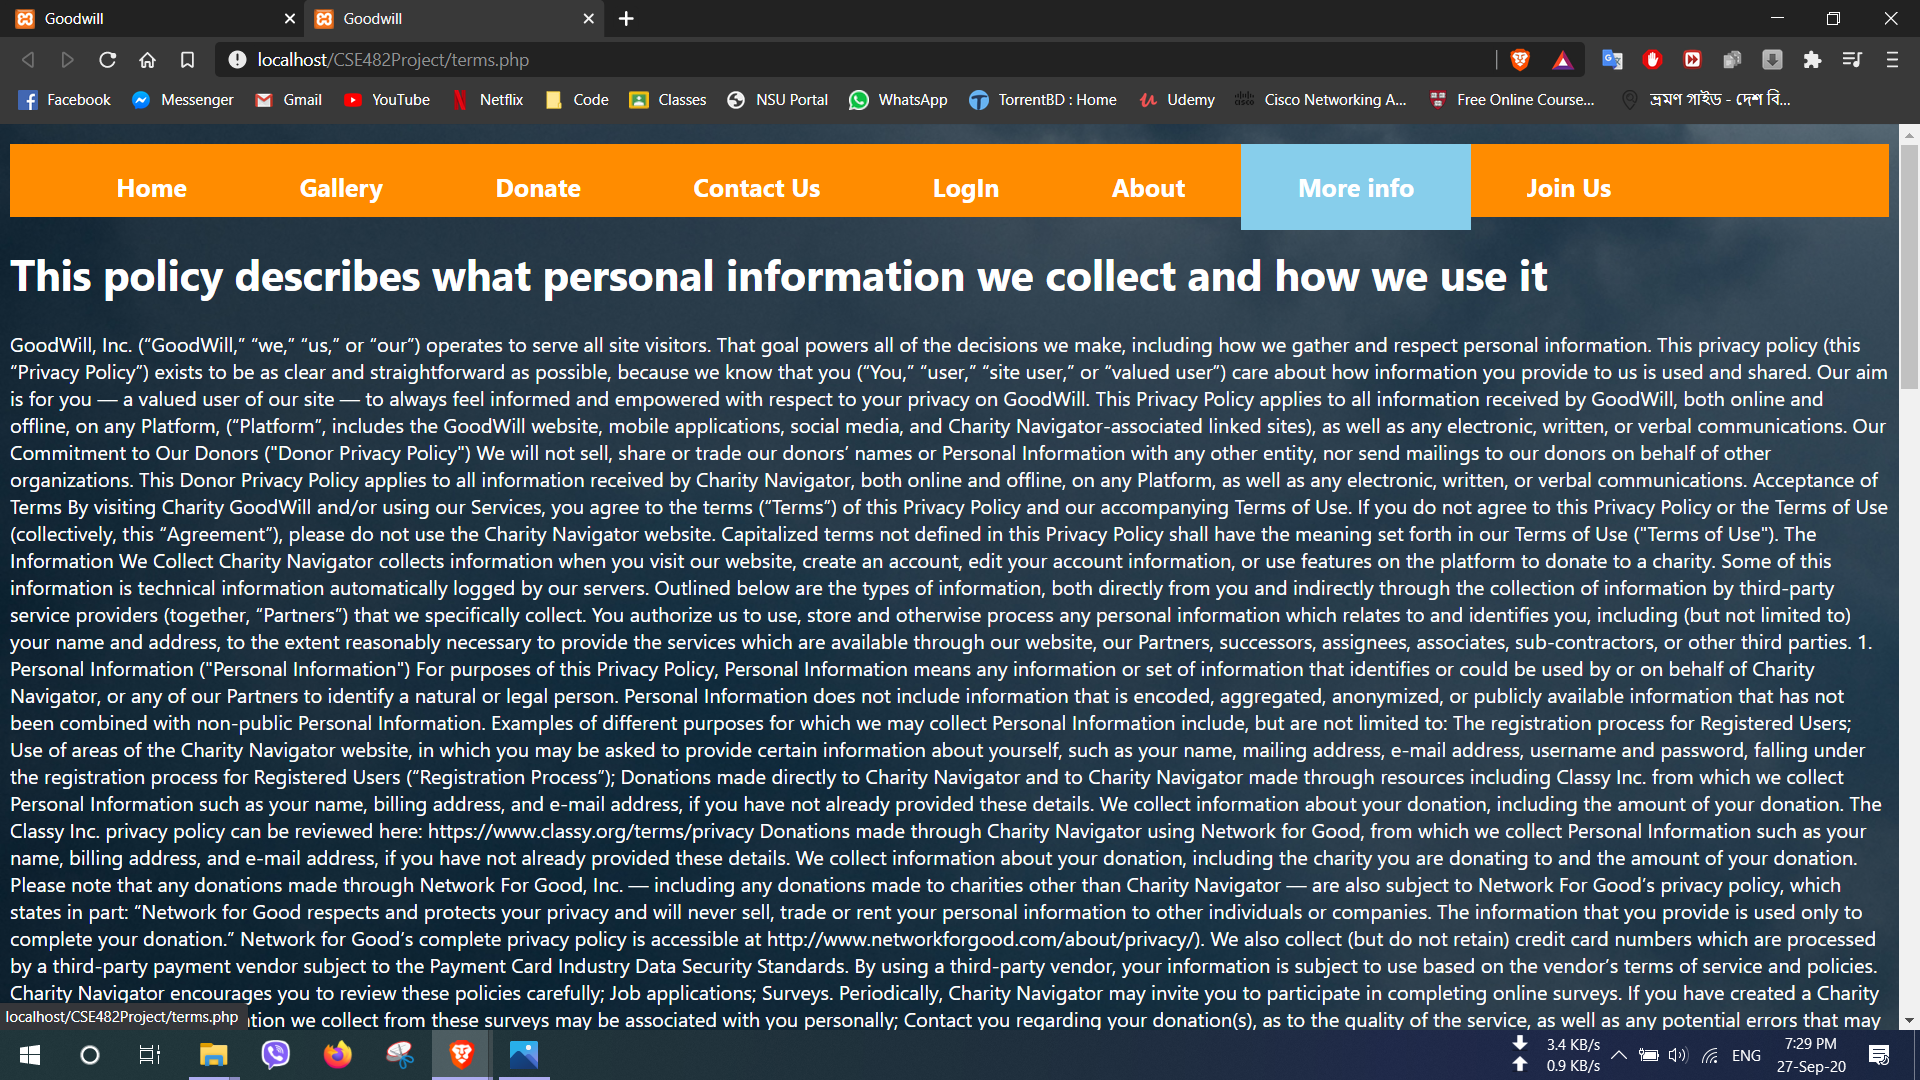 Goodwill
Goodwill
localhost/CSE482Project/terms.php
Facebook
Messenger
Gmail
YouTube
Netflix
Code
Classes
NSU Portal
WhatsApp
TorrentBD : Home
Udemy
Cisco Networking A...
Free Online Course...
ভ্রমণ গাইড - দেশ বি...
Home
Gallery
Donate
Contact Us
LogIn
About
More info
Join Us
This policy describes what personal information we collect and how we use it
GoodWill, Inc. (“GoodWill,” “we,” “us,” or “our”) operates to serve all site visitors. That goal powers all of the decisions we make, including how we gather and respect personal information. This privacy policy (this
“Privacy Policy”) exists to be as clear and straightforward as possible, because we know that you (“You,” “user,” “site user,” or “valued user”) care about how information you provide to us is used and shared. Our aim
is for you — a valued user of our site — to always feel informed and empowered with respect to your privacy on GoodWill. This Privacy Policy applies to all information received by GoodWill, both online and
offline, on any Platform, (“Platform”, includes the GoodWill website, mobile applications, social media, and Charity Navigator-associated linked sites), as well as any electronic, written, or verbal communications. Our
Commitment to Our Donors ("Donor Privacy Policy") We will not sell, share or trade our donors’ names or Personal Information with any other entity, nor send mailings to our donors on behalf of other
organizations. This Donor Privacy Policy applies to all information received by Charity Navigator, both online and offline, on any Platform, as well as any electronic, written, or verbal communications. Acceptance of
Terms By visiting Charity GoodWill and/or using our Services, you agree to the terms (“Terms”) of this Privacy Policy and our accompanying Terms of Use. If you do not agree to this Privacy Policy or the Terms of Use
(collectively, this “Agreement”), please do not use the Charity Navigator website. Capitalized terms not defined in this Privacy Policy shall have the meaning set forth in our Terms of Use ("Terms of Use"). The
Information We Collect Charity Navigator collects information when you visit our website, create an account, edit your account information, or use features on the platform to donate to a charity. Some of this
information is technical information automatically logged by our servers. Outlined below are the types of information, both directly from you and indirectly through the collection of information by third-party
service providers (together, “Partners”) that we specifically collect. You authorize us to use, store and otherwise process any personal information which relates to and identifies you, including (but not limited to)
your name and address, to the extent reasonably necessary to provide the services which are available through our website, our Partners, successors, assignees, associates, sub-contractors, or other third parties. 1.
Personal Information ("Personal Information") For purposes of this Privacy Policy, Personal Information means any information or set of information that identifies or could be used by or on behalf of Charity
Navigator, or any of our Partners to identify a natural or legal person. Personal Information does not include information that is encoded, aggregated, anonymized, or publicly available information that has not
been combined with non-public Personal Information. Examples of different purposes for which we may collect Personal Information include, but are not limited to: The registration process for Registered Users;
Use of areas of the Charity Navigator website, in which you may be asked to provide certain information about yourself, such as your name, mailing address, e-mail address, username and password, falling under
the registration process for Registered Users (“Registration Process”); Donations made directly to Charity Navigator and to Charity Navigator made through resources including Classy Inc. from which we collect
Personal Information such as your name, billing address, and e-mail address, if you have not already provided these details. We collect information about your donation, including the amount of your donation. The
Classy Inc. privacy policy can be reviewed here: https://www.classy.org/terms/privacy Donations made through Charity Navigator using Network for Good, from which we collect Personal Information such as your
name, billing address, and e-mail address, if you have not already provided these details. We collect information about your donation, including the charity you are donating to and the amount of your donation.
Please note that any donations made through Network For Good, Inc. — including any donations made to charities other than Charity Navigator — are also subject to Network For Good’s privacy policy, which
states in part: “Network for Good respects and protects your privacy and will never sell, trade or rent your personal information to other individuals or companies. The information that you provide is used only to
complete your donation.” Network for Good’s complete privacy policy is accessible at http://www.networkforgood.com/about/privacy/). We also collect (but do not retain) credit card numbers which are processed
by a third-party payment vendor subject to the Payment Card Industry Data Security Standards. By using a third-party vendor, your information is subject to use based on the vendor’s terms of service and policies.
Charity Navigator encourages you to review these policies carefully; Job applications; Surveys. Periodically, Charity Navigator may invite you to participate in completing online surveys. If you have created a Charity
localhost/CSE482Project/terms.php
tion we collect from these surveys may be associated with you personally; Contact you regarding your donation(s), as to the quality of the service, as well as any potential errors that may
3.4 KB/s
0.9 KB/s
ENG
7:29 PM
27-Sep-20